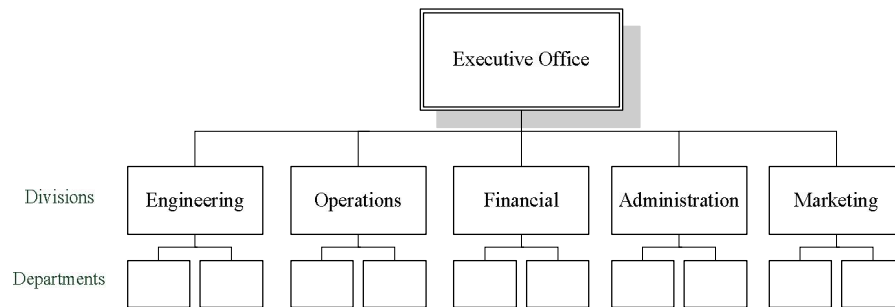 Executive Office
Divisions
Engineering
Operations
Financial
Administration
Marketing
Departments